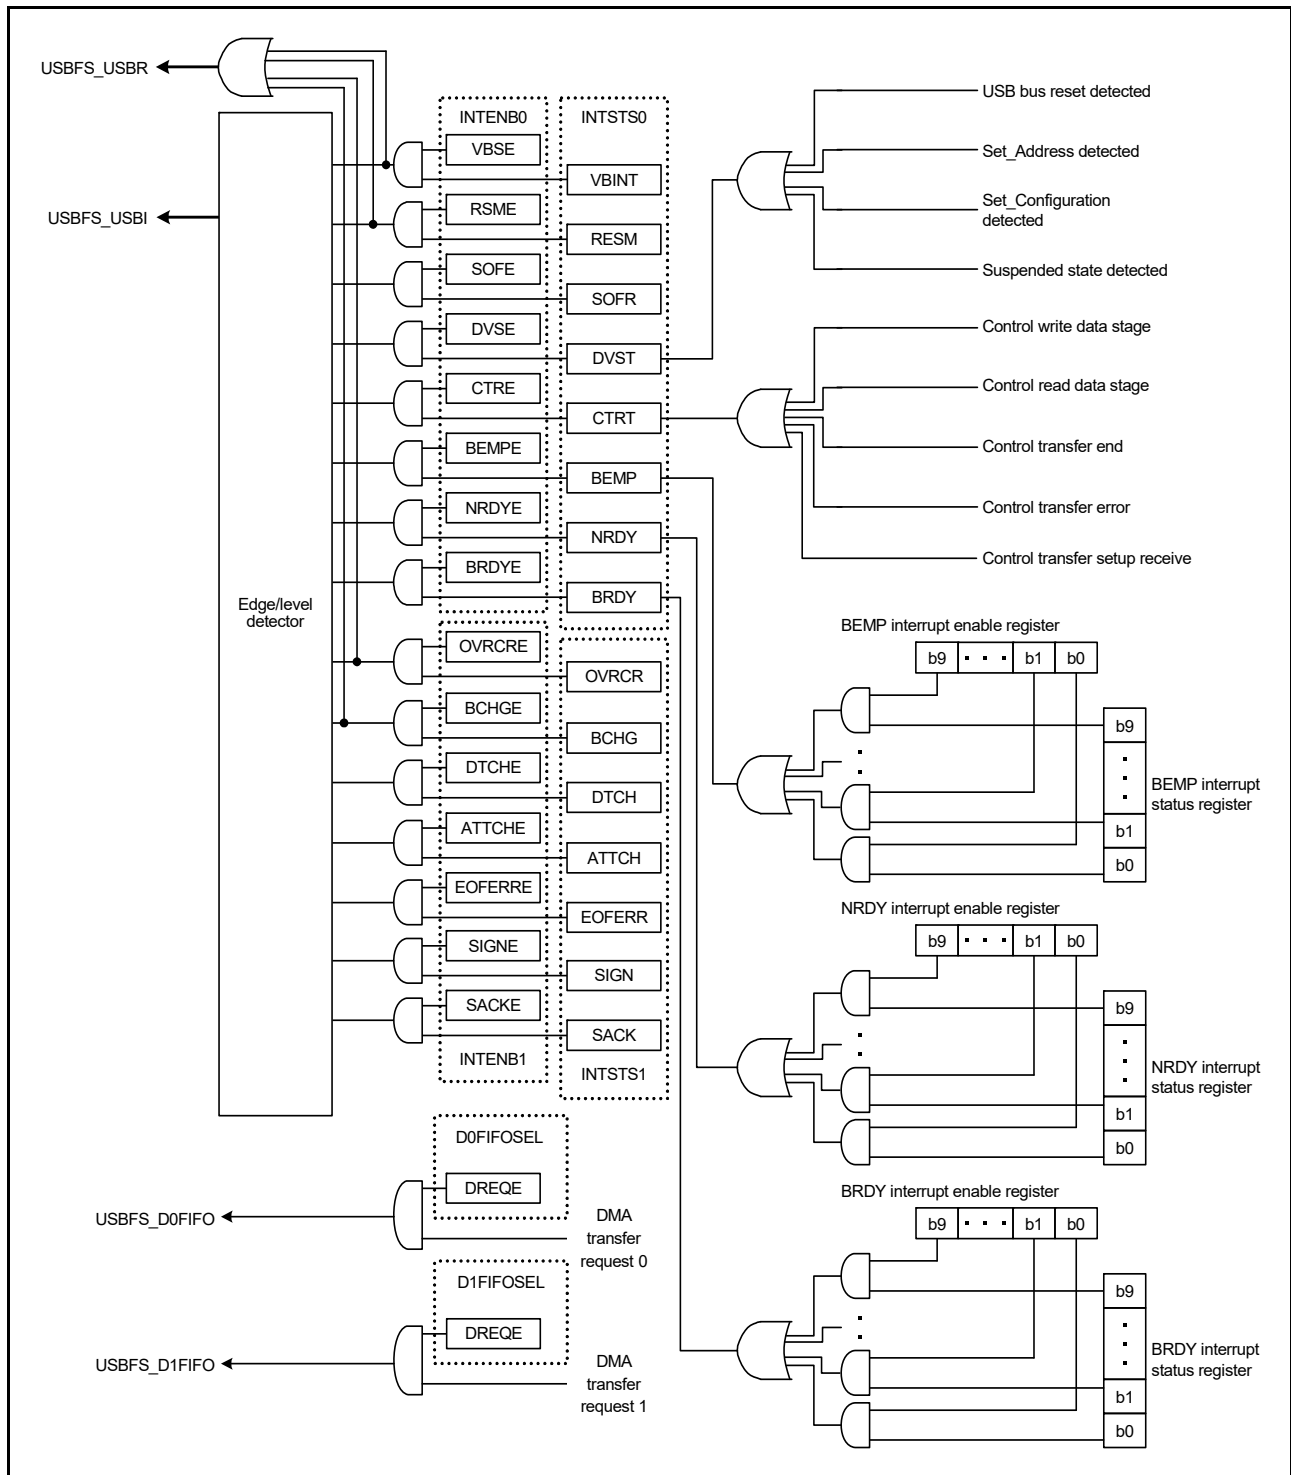 USBFS_USBR
USBFS_USBI
Edge/level
detector
INTENB0
VBSE
RSME
SOFE
DVSE
CTRE
BEMPE
NRDYE
BRDYE
OVRCRE
BCHGE
DTCHE
ATTCHE
EOFERRE
SIGNE
SACKE
INTENB1
INTSTS0
VBINT
RESM
SOFR
DVST
CTRT
BEMP
NRDY
BRDY
OVRCR
BCHG
DTCH
ATTCH
EOFERR
SIGN
SACK
INTSTS1
USB bus reset detected
Set_Address detected
Set_Configuration
detected
Suspended state detected
Control write data stage
Control read data stage
Control transfer end
Control transfer error
Control transfer setup receive
BEMP interrupt enable register
b9 · · · b1 b0
b9
b1
b0
BEMP interrupt
status register
NRDY interrupt enable register
b9 · · · b1 b0
b9
b1
b0
NRDY interrupt
status register
BRDY interrupt enable register
b9 · · · b1 b0
b9
b1
b0
BRDY interrupt
status register
D0FIFOSEL
DREQE
USBFS_D0FIFO
DMA
transfer
request 0
D1FIFOSEL
DREQE
USBFS_D1FIFO
DMA
transfer
request 1